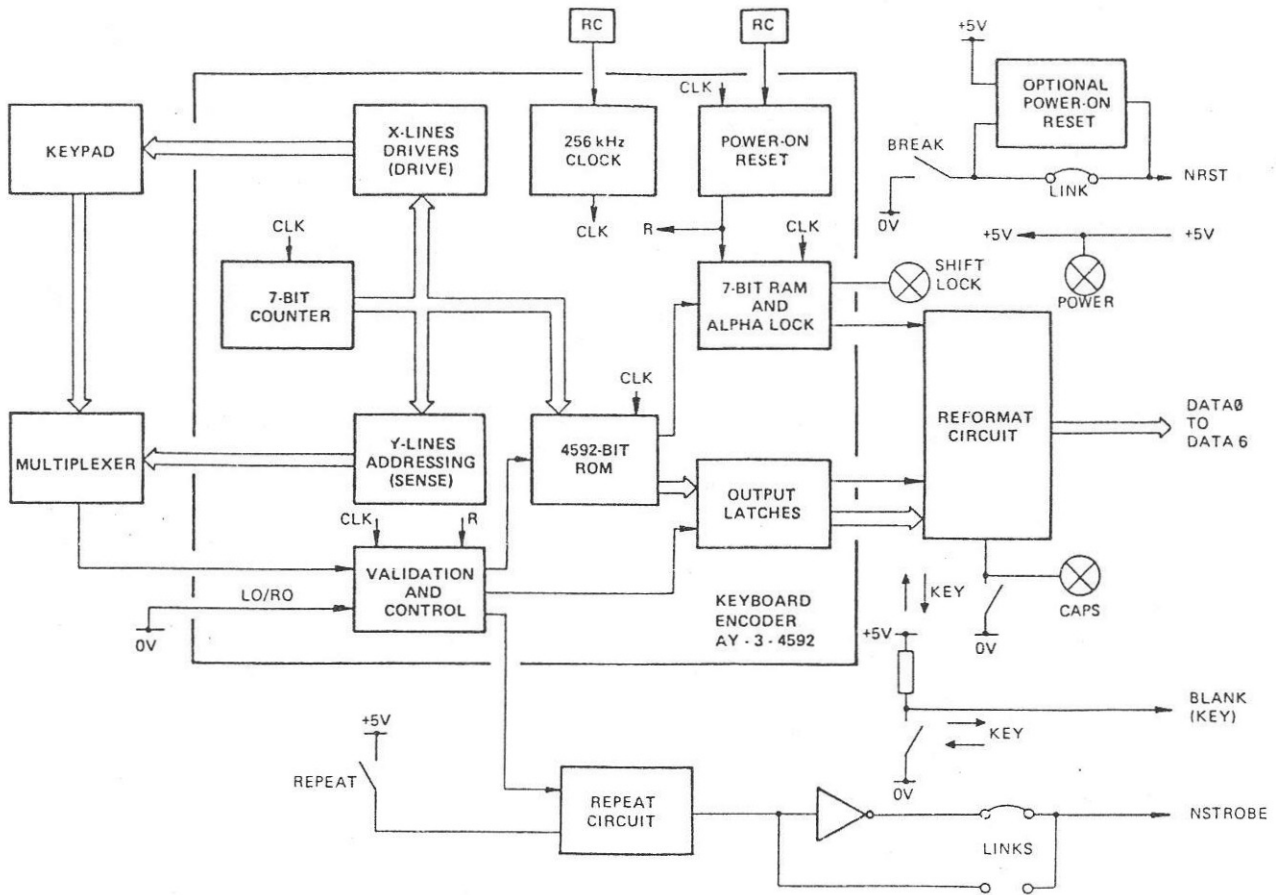 RC
RC
+5V
CLK
OPTIONAL
POWER-ON
RESET
KEYPAD
X-LINES
DRIVERS
(DRIVE)
256 kHz
CLOCK
POWER-ON
RESET
BREAK
LINK
NRST
0V
CLK
CLK
R
CLK
+5V
+5V
7-BIT
COUNTER
7-BIT RAM
AND
ALPHA LOCK
SHIFT
LOCK
POWER
CLK
MULTIPLEXER
Y-LINES
ADDRESSING
(SENSE)
4592-BIT
ROM
REFORMAT
CIRCUIT
DATAØ
TO
DATA 6
OUTPUT
LATCHES
CLK
R
VALIDATION
AND
CONTROL
LO/RO
0V
KEYBOARD
ENCODER
AY - 3 - 4592
KEY
CAPS
+5V
0V
BLANK
(KEY)
KEY
0V
+5V
REPEAT
REPEAT
CIRCUIT
LINKS
NSTROBE